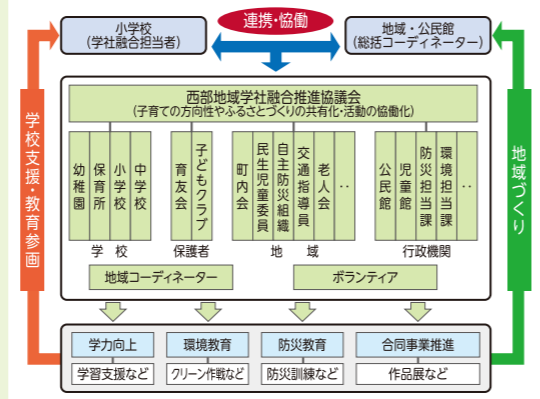 連携・協働
小学校
(学社融合担当者)
地域・公民館
(総括コーディネーター)
学校支援・教育参画
地域づくり
西部地域学社融合推進協議会
(子育ての方向性やふるさとづくりの共有化・活動の協働化)
幼稚園
保育所
小学校
中学校
育友会
子どもクラブ
町内会
民生児童委員
自主防災組織
交通指導員
老人会
‥
公民館
児童館
防災担当課
環境担当課
‥
学校
保護者
地域
行政機関
地域コーディネーター
ボランティア
学力向上
環境教育
防災教育
合同事業推進
学習支援など
クリーン作戦など
防災訓練など
作品展など